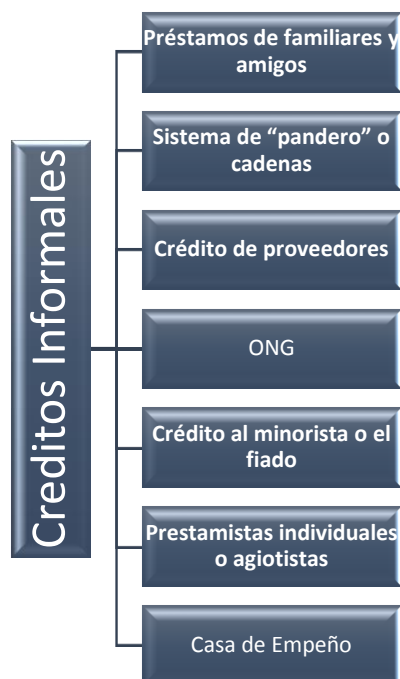 Creditos Informales
Préstamos de familiares y
amigos
Sistema de “pandero” o
cadenas
Crédito de proveedores
ONG
Crédito al minorista o el
fiado
Prestamistas individuales
o agiotistas
Casa de Empeño